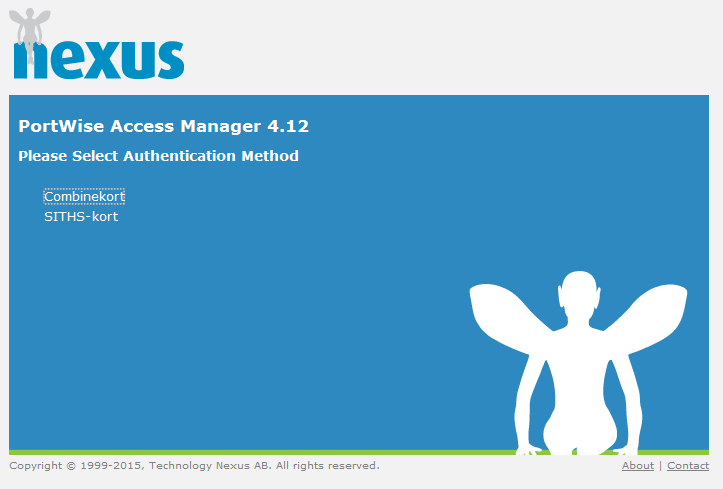 nexus
PortWise Access Manager 4.12
Please Select Authentication Method
Combinekort
SITHS-kort
Copyright © 1999-2015, Technology Nexus AB. All rights reserved. About | Contact